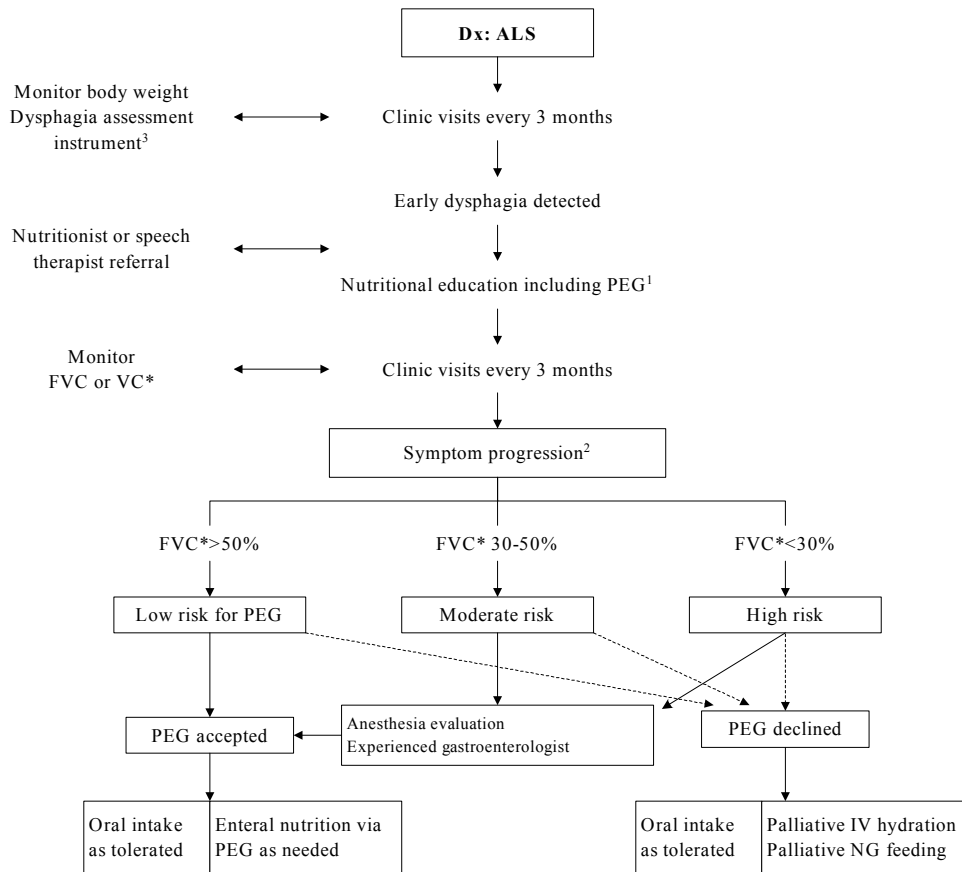 Dx: ALS
Monitor body weight
Dysphagia assessment
instrument³
Clinic visits every 3 months
Early dysphagia detected
Nutritionist or speech
therapist referral
Nutritional education including PEG¹
Monitor
FVC or VC*
Clinic visits every 3 months
Symptom progression²
FVC*>50%
FVC* 30-50%
FVC*<30%
Low risk for PEG
Moderate risk
High risk
PEG accepted
Anesthesia evaluation
Experienced gastroenterologist
PEG declined
Oral intake
as tolerated
Enteral nutrition via
PEG as needed
Oral intake
as tolerated
Palliative IV hydration
Palliative NG feeding